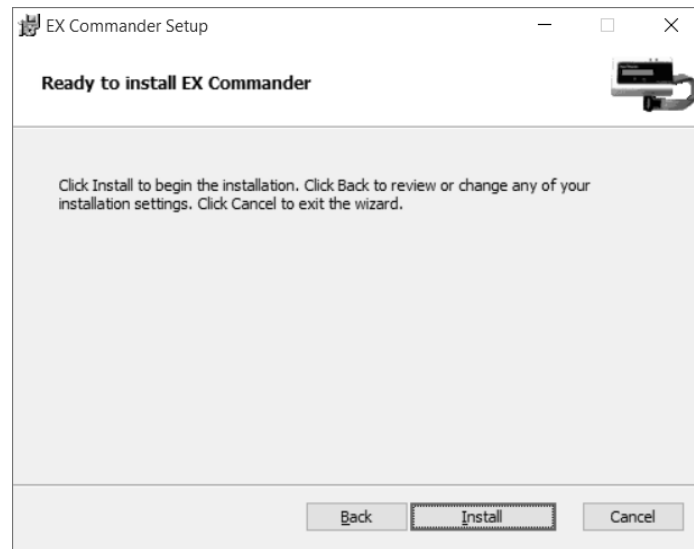 EX Commander Setup
Ready to install EX Commander
Click Install to begin the installation. Click Back to review or change any of your
installation settings. Click Cancel to exit the wizard.
Back Install Cancel